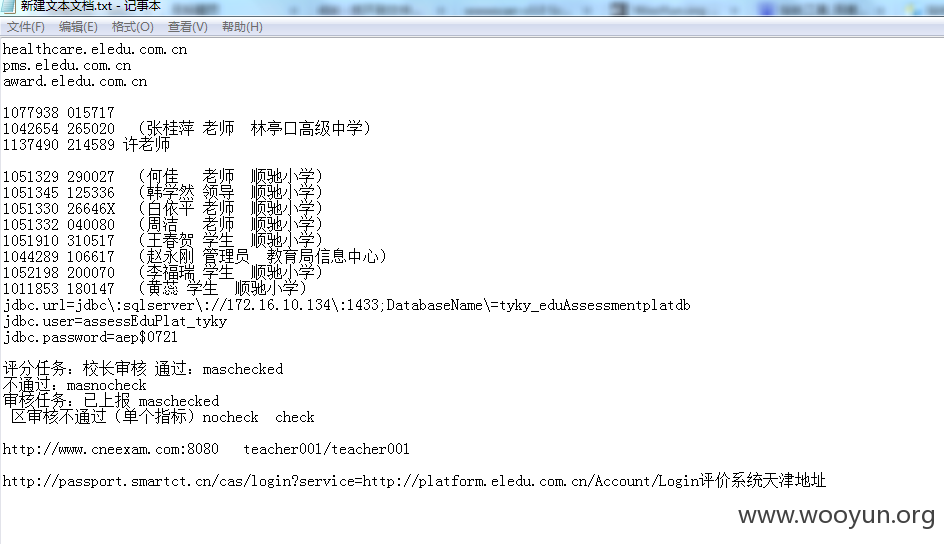 新建文本文档.txt - 记事本
文件(F) 编辑(E) 格式(O) 查看(V) 帮助(H)
healthcare.eledu.com.cn
pms.eledu.com.cn
award.eledu.com.cn
1077938 015717
1042654 265020 （张桂萍 老师 林亭口高级中学）
1137490 214589 许老师
1051329 290027 （何佳 老师 顺驰小学）
1051345 125336 （韩学然 领导 顺驰小学）
1051330 26646X （白依平 老师 顺驰小学）
1051332 040080 （周洁 老师 顺驰小学）
1051910 310517 （王春贺 学生 顺驰小学）
1044289 106617 （赵永刚 管理员 教育局信息中心）
1052198 200070 （李福瑞 学生 顺驰小学）
1011853 180147 （黄蕊 学生 顺驰小学）
jdbc.url=jdbc\:sqlserver\://172.16.10.134\:1433;DatabaseName\=tyky_eduAssessmentplatdb
jdbc.user=assessEduPlat_tyky
jdbc.password=aep$0721
评分任务：校长审核 通过：maschecked
不通过：masnocheck
审核任务：已上报 maschecked
区审核不通过（单个指标）nocheck check
http://www.cneexam.com:8080 teacher001/teacher001
http://passport.smartct.cn/cas/login?service=http://platform.eledu.com.cn/Account/Login评价系统天津地址
www.wooyun.org